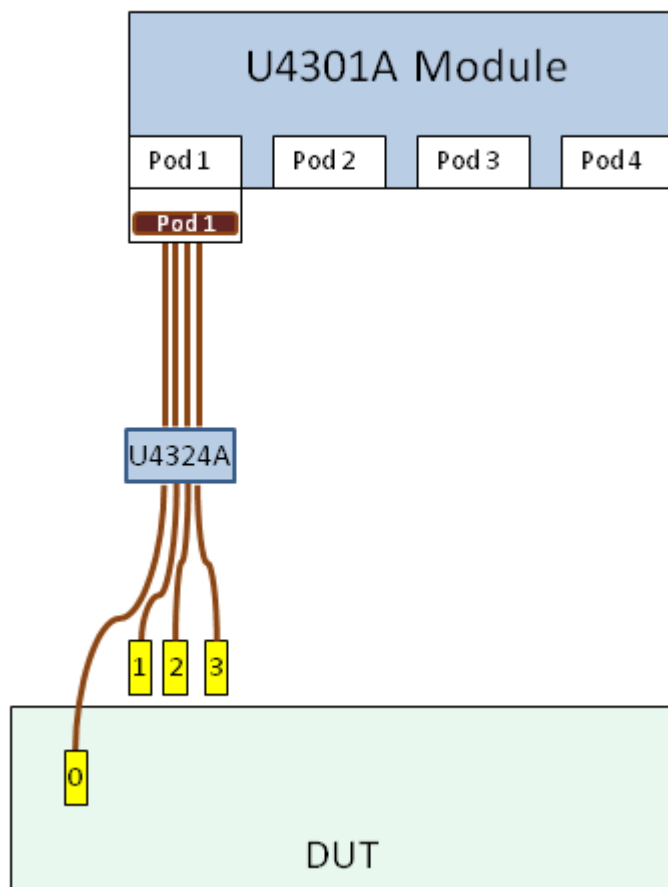 U4301A Module
Pod 1 Pod 2 Pod 3 Pod 4
Pod 1
U4324A
1 2 3
0
DUT